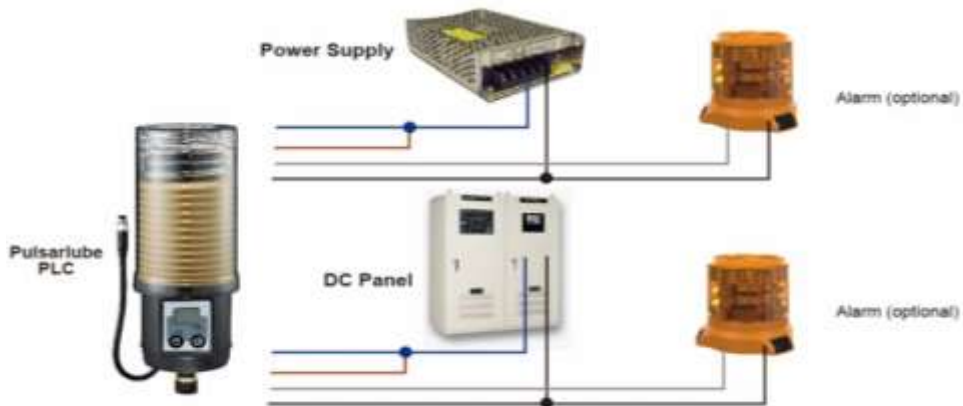 Power Supply
Alarm (optional)
Pulsarlube
PLC
DC Panel
Alarm (optional)